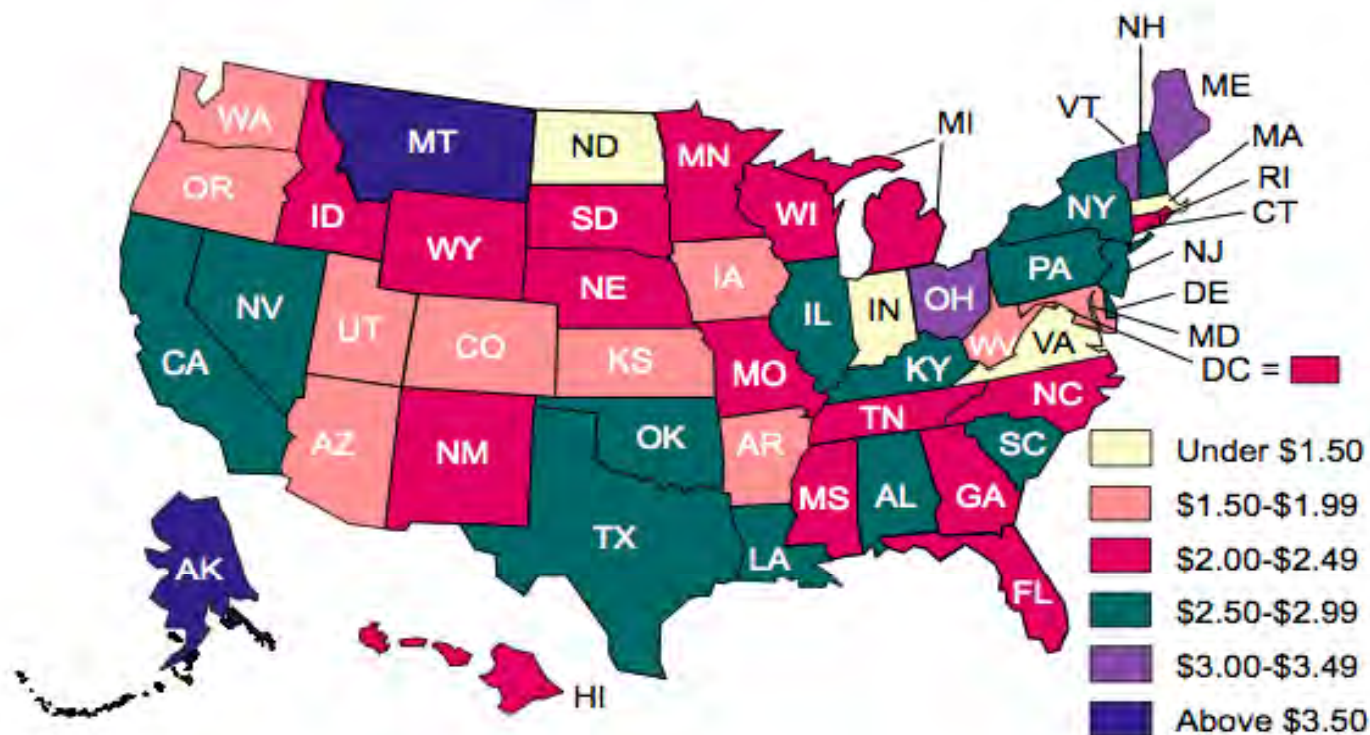 NH
ME
VT
MA
MI
RI
CT
WA
MT
ND
MN
OR
ID
SD
WI
NY
WY
NJ
PA
DE
IA
NE
OH
MD
NV
IL
IN
UT
CO
WV
VA
CA
KS
MO
KY
DC =
NC
TN
AZ
NM
OK
AR
SC
MS
AL
GA
TX
LA
AK
FL
HI
Under $1.50
$1.50-$1.99
$2.00-$2.49
$2.50-$2.99
$3.00-$3.49
Above $3.50